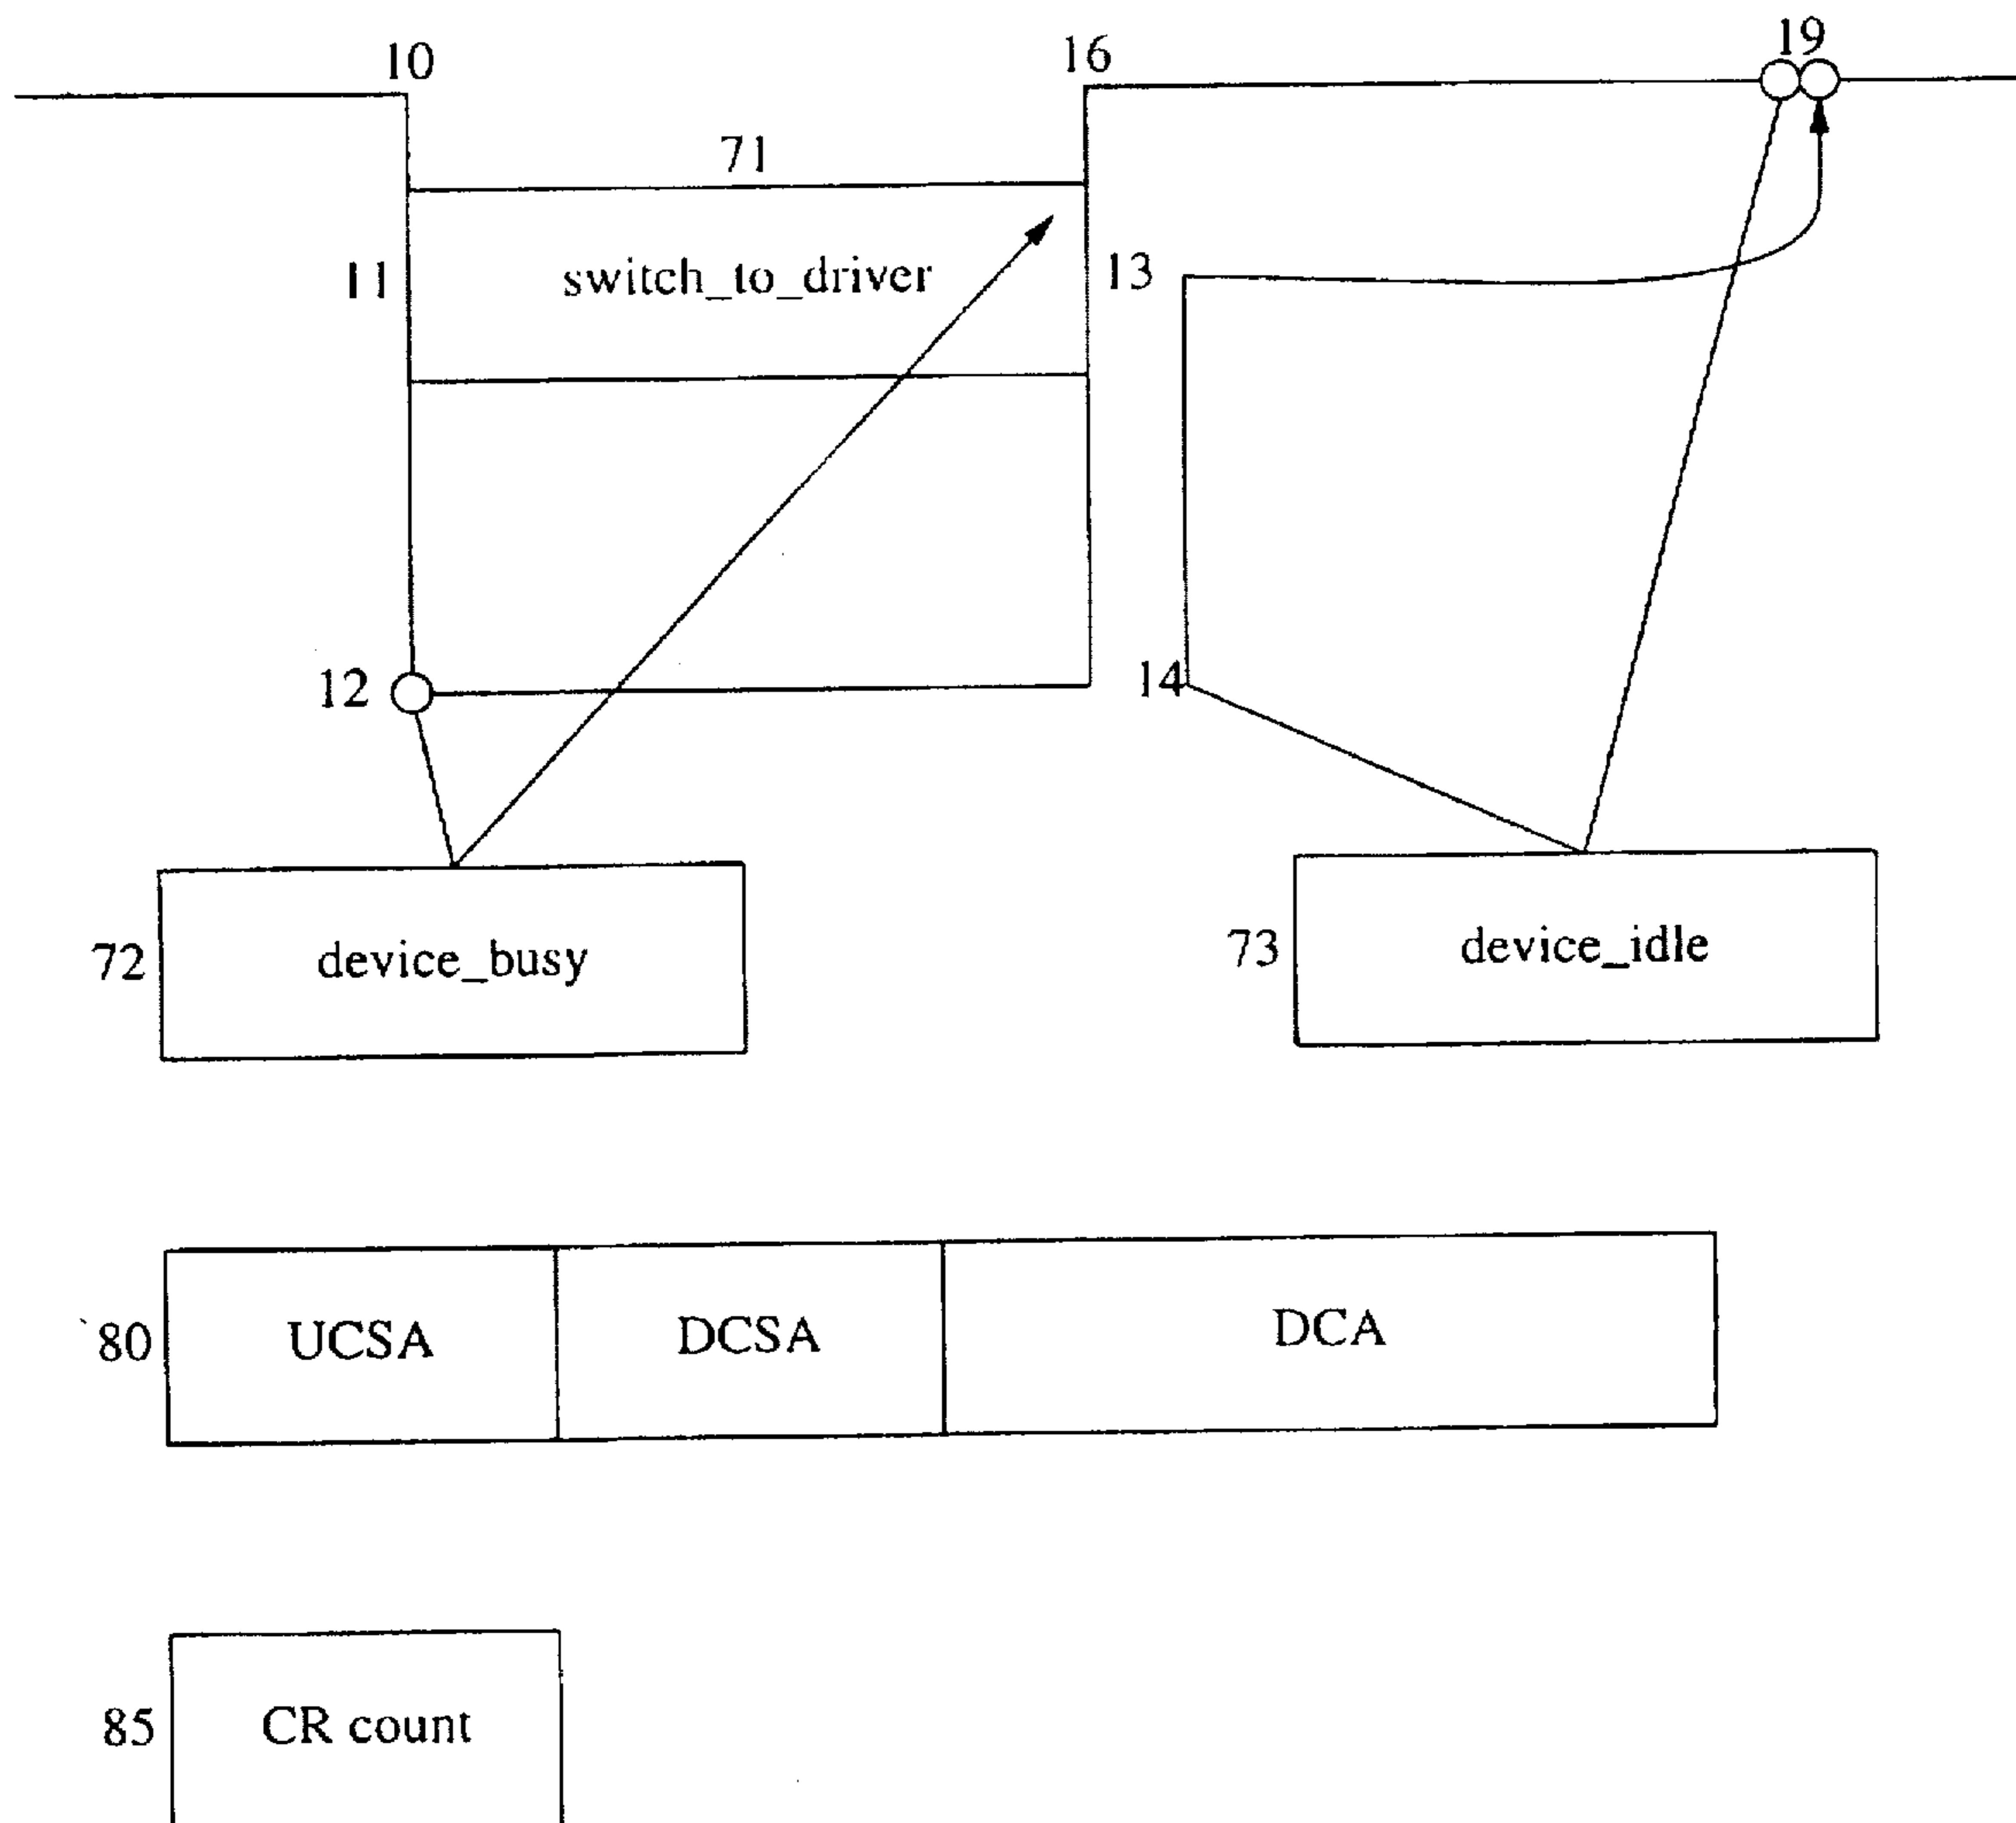 10
16
19
71
11
switch_to_driver
13
12
14
72
device_busy
73
device_idle
80
UCSA
DCSA
DCA
85
CR count